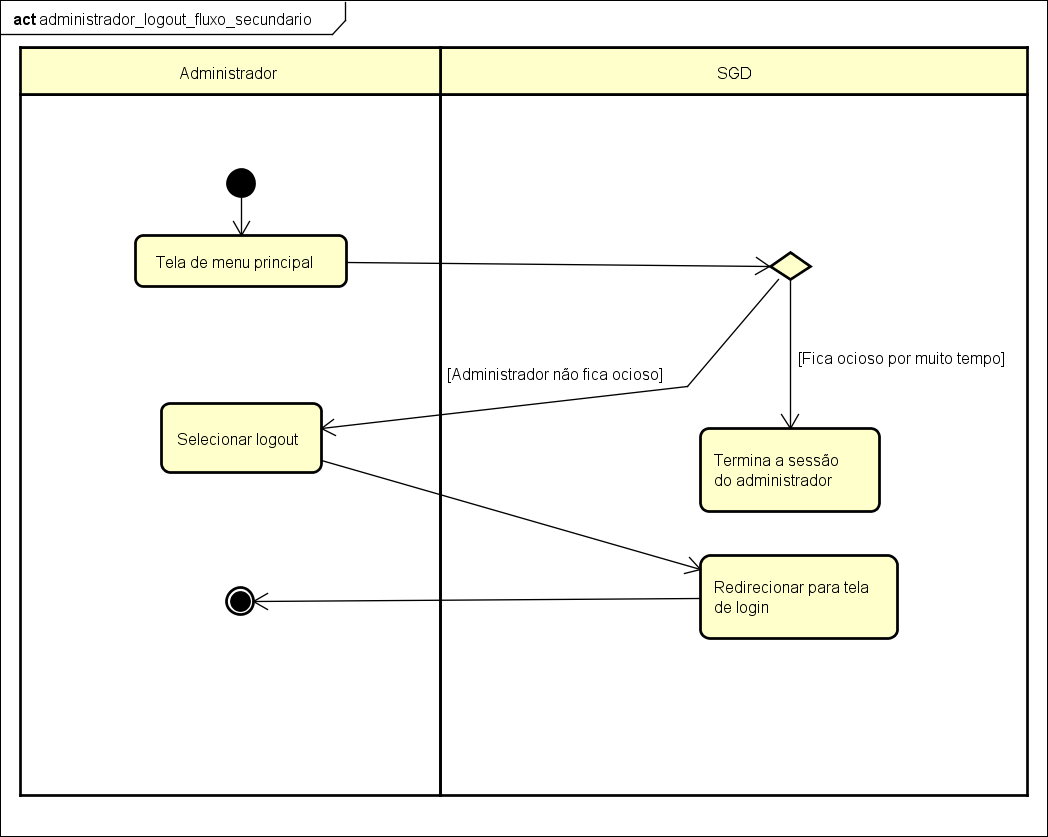 act administrador_logout_fluxo_secundario
Administrador
SGD
Tela de menu principal
[Fica ocioso por muito tempo]
[Administrador não fica ocioso]
Selecionar logout
Termina a sessão
do administrador
Redirecionar para tela
de login